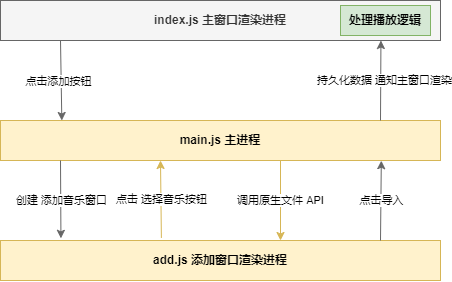 index.js 主窗口渲染进程
处理播放逻辑
点击添加按钮
持久化数据 通知主窗口渲染
main.js 主进程
创建 添加音乐窗口
点击 选择音乐按钮
调用原生文件 API
点击导入
add.js 添加窗口渲染进程